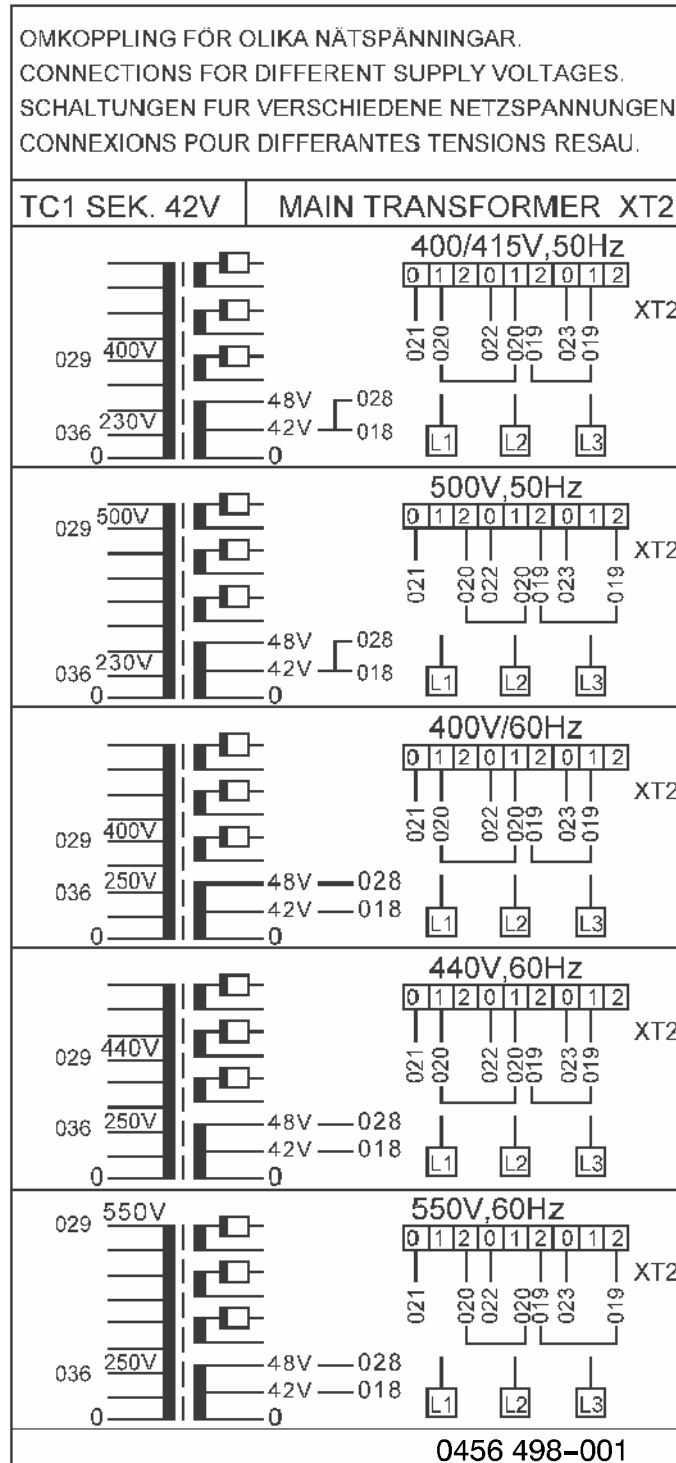 OMKOPPLING FÖR OLIKA NÄTSPÄNNINGAR.
CONNECTIONS FOR DIFFERENT SUPPLY VOLTAGES.
SCHALTUNGEN FUR VERSCHIEDENE NETZSPANNUNGEN
CONNEXIONS POUR DIFFERANTES TENSIONS RESAU.
TC1 SEK. 42V MAIN TRANSFORMER XT2
400/415V,50Hz
0 1 2 0 1 2 0 1 2
XT2
021 020 022 020 019 023 019
029 400V
48V 028
036 230V 42V 018
0 0
L1 L2 L3
500V,50Hz
0 1 2 0 1 2 0 1 2
029 500V
XT2
021 020 022 020 019 023 019
48V 028
036 230V 42V 018
0 0
L1 L2 L3
400V/60Hz
0 1 2 0 1 2 0 1 2
XT2
021 020 022 020 019 023 019
029 400V
036 250V 48V 028
42V 018
0 0
L1 L2 L3
440V,60Hz
0 1 2 0 1 2 0 1 2
XT2
029 440V
021 020 022 020 019 023 019
036 250V 48V 028
42V 018
0 0
L1 L2 L3
029 550V
550V,60Hz
0 1 2 0 1 2 0 1 2
XT2
021 020 022 020 019 023 019
036 250V 48V 028
42V 018
0 0
L1 L2 L3
0456 498-001